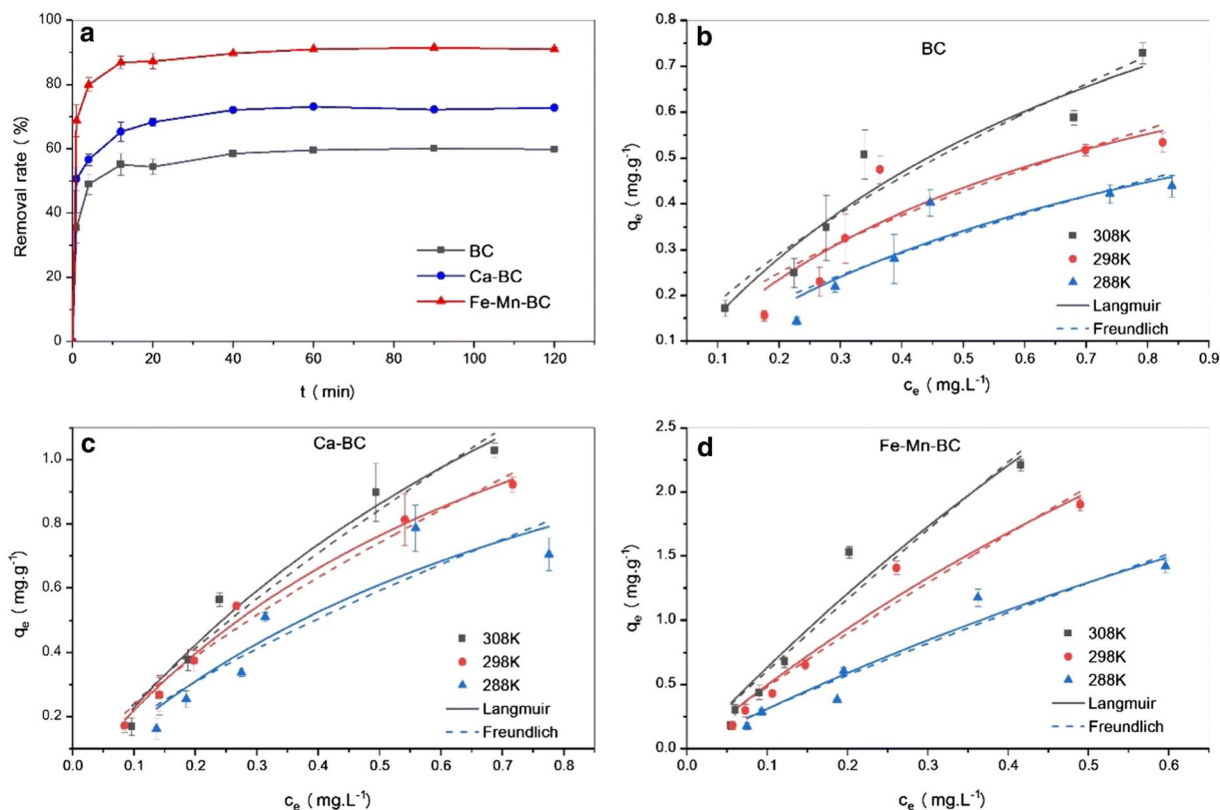 a
100
80
60
40
20
0
Removal rate (%)
BC
Ca-BC
Fe-Mn-BC
0 20 40 60 80 100 120
t ( min)
b
BC
0.8
0.7
0.6
0.5
0.4
0.3
0.2
0.1
qe ( mg.g-1)
308K
298K
288K
Langmuir
Freundlich
0.1 0.2 0.3 0.4 0.5 0.6 0.7 0.8 0.9
ce ( mg.L-1)
c
Ca-BC
1.0
0.8
0.6
0.4
0.2
qe ( mg.g-1)
308K
298K
288K
Langmuir
Freundlich
0.0 0.1 0.2 0.3 0.4 0.5 0.6 0.7 0.8
ce ( mg.L-1)
d
Fe-Mn-BC
2.5
2.0
1.5
1.0
0.5
0.0
qe ( mg.g-1)
308K
298K
288K
Langmuir
Freundlich
0.0 0.1 0.2 0.3 0.4 0.5 0.6
ce ( mg.L-1)